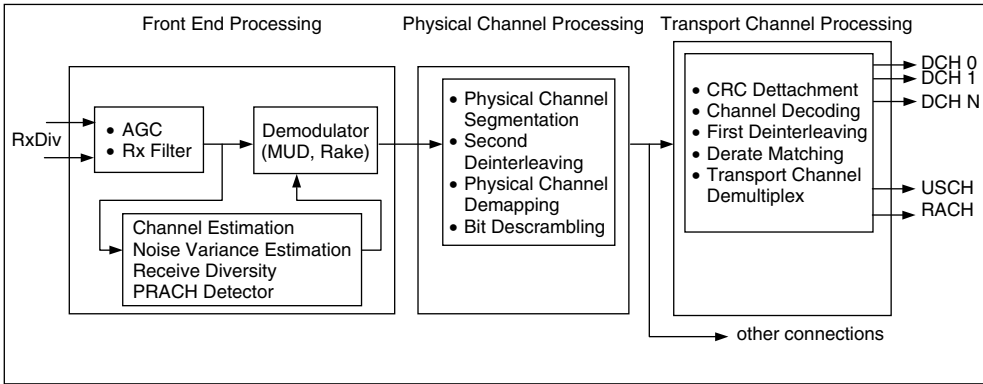 Front End Processing
Physical Channel Processing
Transport Channel Processing
RxDiv
• AGC
• Rx Filter
Demodulator
(MUD, Rake)
Channel Estimation
Noise Variance Estimation
Receive Diversity
PRACH Detector
• Physical Channel
Segmentation
• Second
Deinterleaving
• Physical Channel
Demapping
• Bit Descrambling
• CRC Dettachment
• Channel Decoding
• First Deinterleaving
• Derate Matching
• Transport Channel
Demultiplex
DCH 0
DCH 1
DCH N
USCH
RACH
other connections